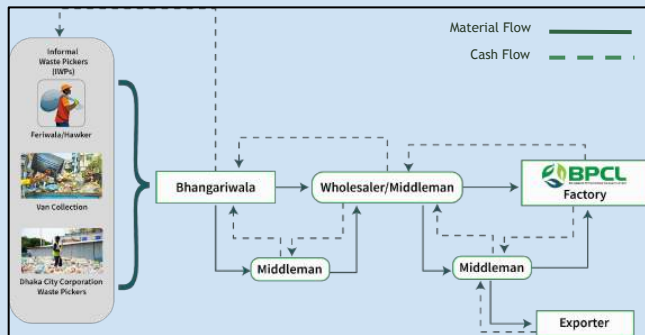 Material Flow
Cash Flow
Informal
Waste Pickers
(IWPs)
Feriwala/Hawker
Van Collection
Dhaka City Corporation
Waste Pickers
Bhangariwala
Wholesaler/Middleman
BPCL
Factory
Middleman
Middleman
Exporter